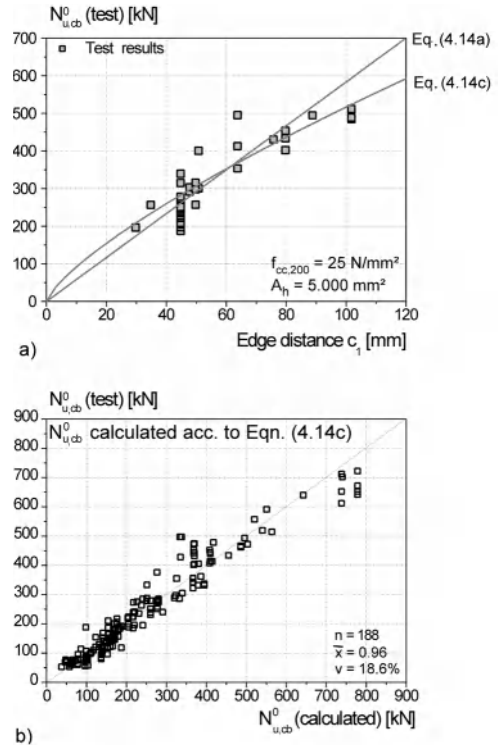 N⁰u,cb (test) [kN]
Test results
Eq. (4.14a)
Eq. (4.14c)
700
600
500
400
300
200
100
0
f_cc,200 = 25 N/mm²
A_h = 5.000 mm²
0 20 40 60 80 100 120
Edge distance c₁ [mm]
a)
N⁰u,cb (test) [kN]
N⁰u,cb calculated acc. to Eqn. (4.14c)
900
800
700
600
500
400
300
200
100
0
n = 188
x̅ = 0.96
v = 18.6%
0 100 200 300 400 500 600 700 800 900
N⁰u,cb (calculated) [kN]
b)